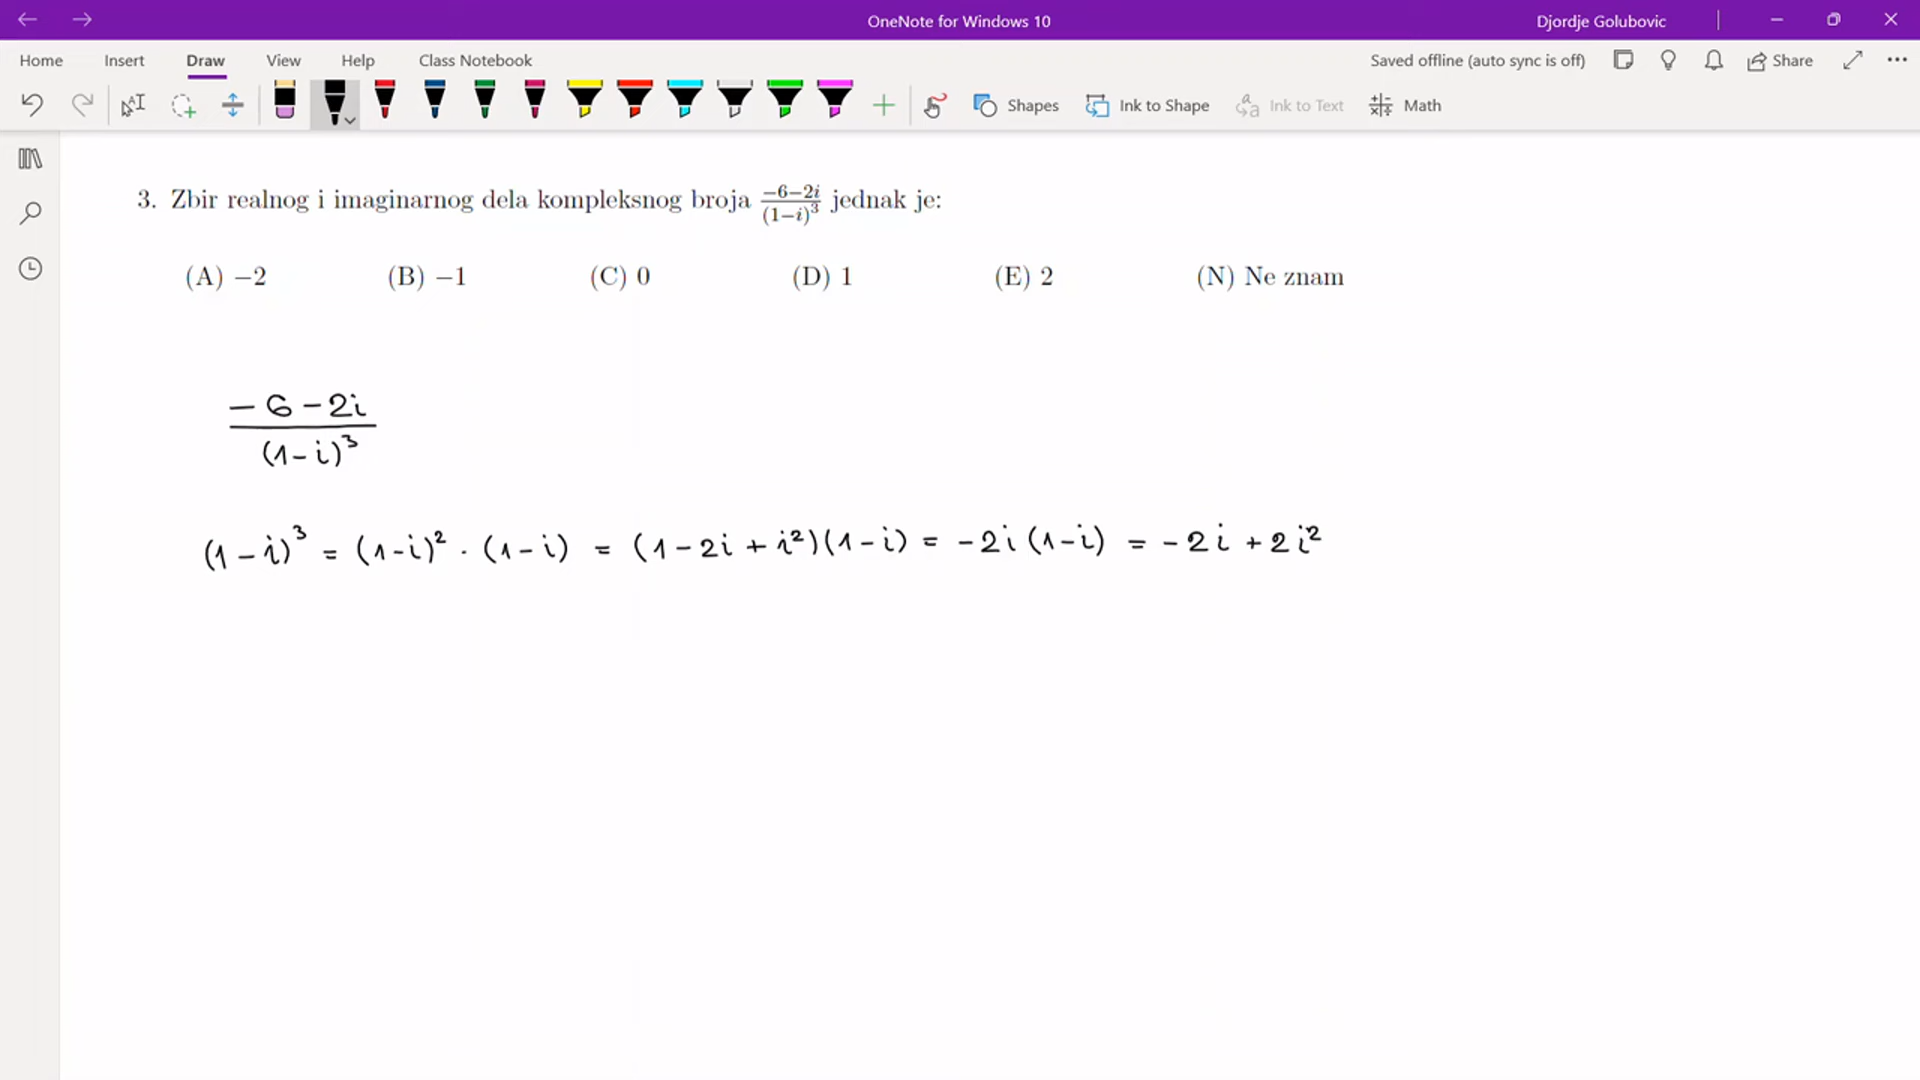 OneNote for Windows 10
Djordje Golubovic
Home Insert Draw View Help Class Notebook
Saved offline (auto sync is off) Share
Shapes Ink to Shape Ink to Text Math
3. Zbir realnog i imaginarnog dela kompleksnog broja \frac{-6-2i}{(1-i)^3} jednak je:
(A) −2 (B) −1 (C) 0 (D) 1 (E) 2 (N) Ne znam
-6-2i
(1-i)³
(1-i)³ = (1-i)² · (1-i) = (1-2i+i²)(1-i) = -2i(1-i) = -2i+2i²